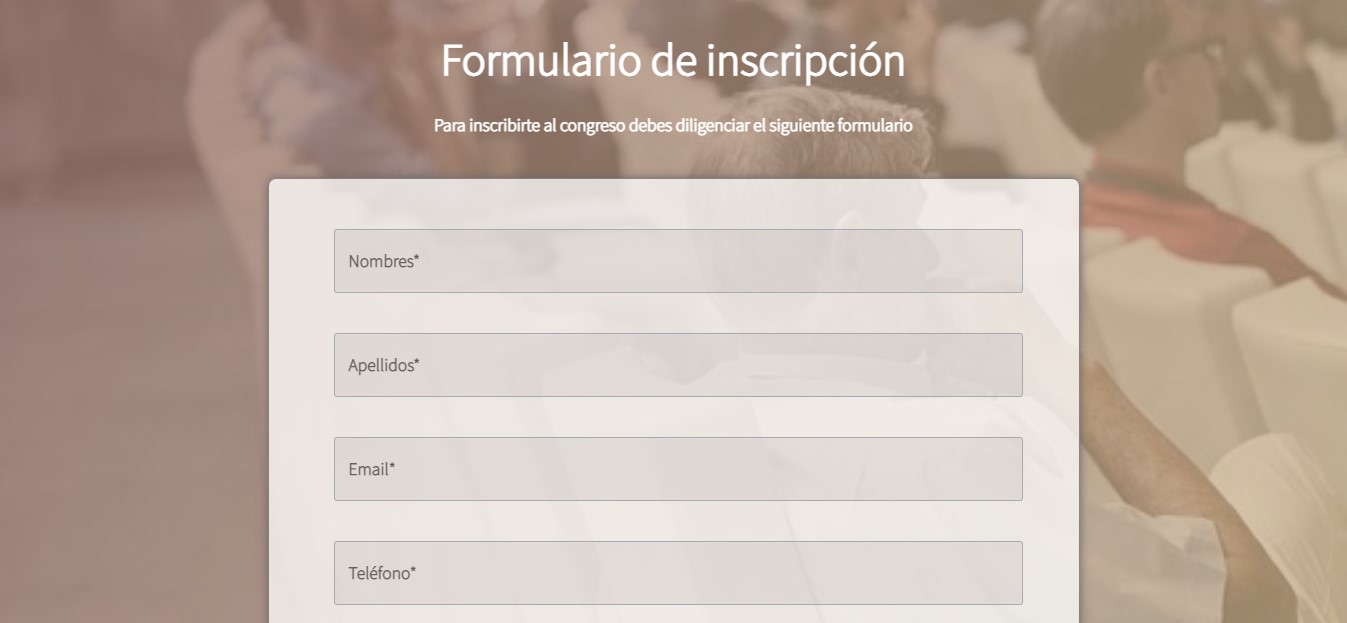 Formulario de inscripción
Para inscribirte al congreso debes diligenciar el siguiente formulario
Nombres*
Apellidos*
Email*
Teléfono*